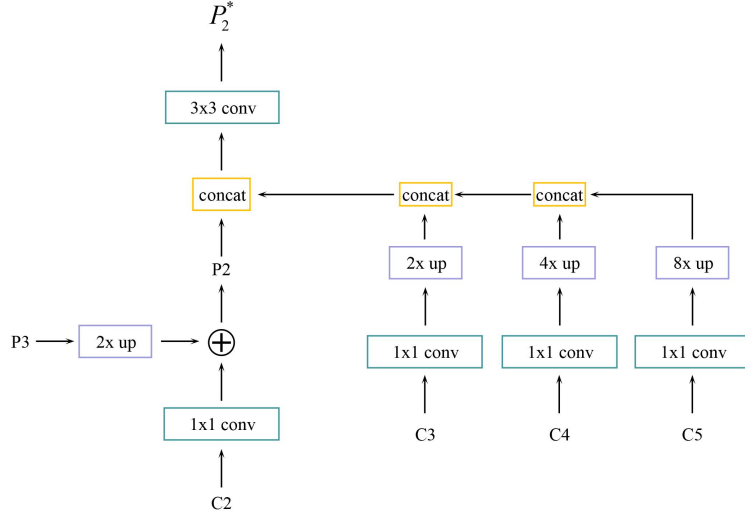 P₂*
3x3 conv
concat
concat
concat
P2
2x up
4x up
8x up
P3
2x up
1x1 conv
1x1 conv
1x1 conv
1x1 conv
C3
C4
C5
C2